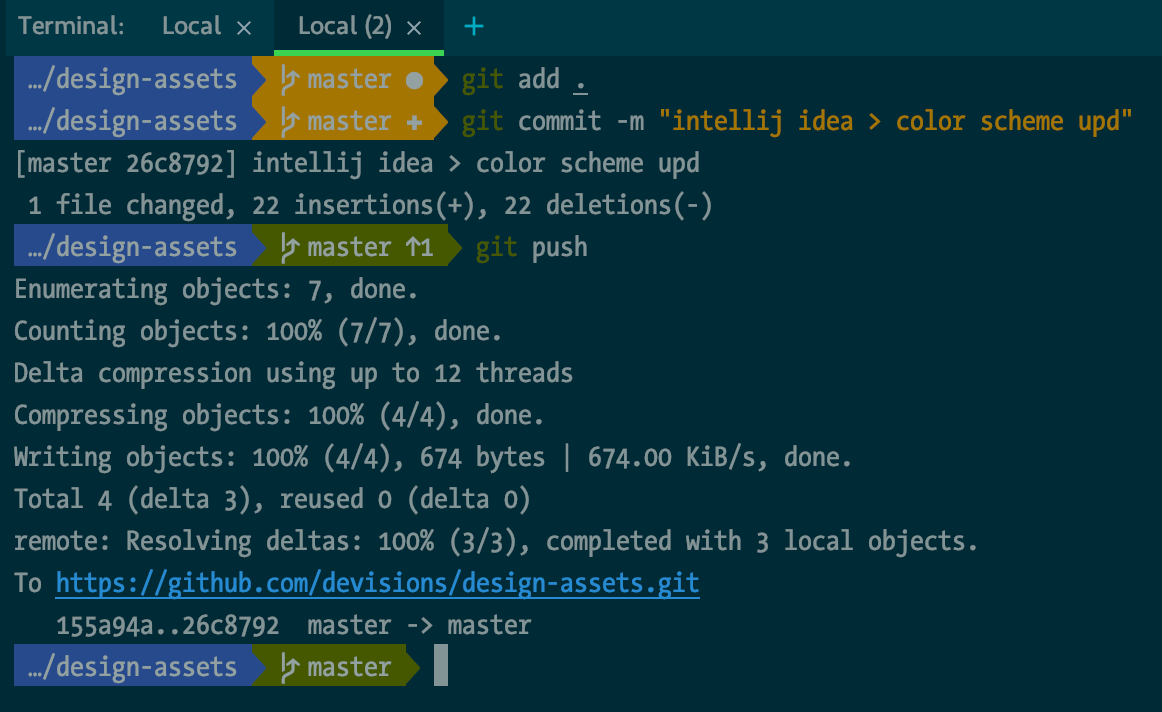 Terminal: Local × Local (2) × +
…/design-assets master ● git add .
…/design-assets master ✚ git commit -m "intellij idea > color scheme upd"
[master 26c8792] intellij idea > color scheme upd
1 file changed, 22 insertions(+), 22 deletions(-)
…/design-assets master ↑1 git push
Enumerating objects: 7, done.
Counting objects: 100% (7/7), done.
Delta compression using up to 12 threads
Compressing objects: 100% (4/4), done.
Writing objects: 100% (4/4), 674 bytes | 674.00 KiB/s, done.
Total 4 (delta 3), reused 0 (delta 0)
remote: Resolving deltas: 100% (3/3), completed with 3 local objects.
To https://github.com/devisions/design-assets.git
155a94a..26c8792 master -> master
…/design-assets master